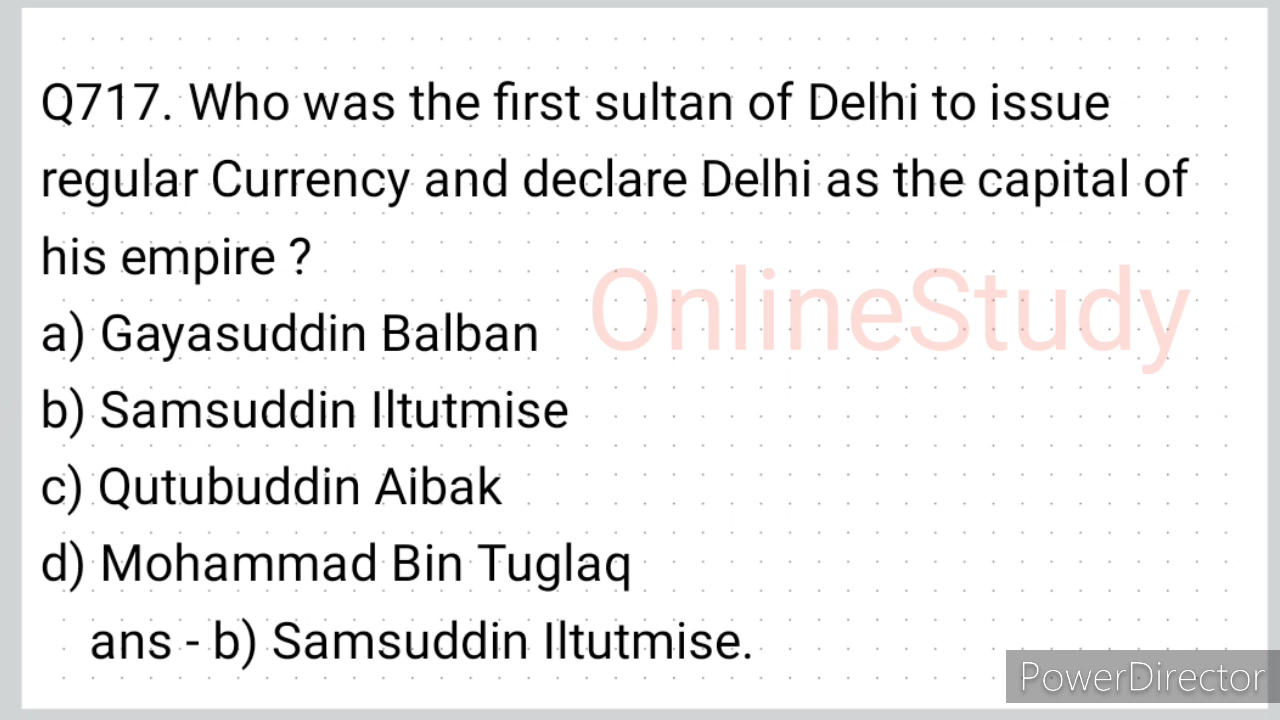 Q717. Who was the first sultan of Delhi to issue
regular Currency and declare Delhi as the capital of
his empire ?
OnlineStudy
a) Gayasuddin Balban
b) Samsuddin Iltutmise
c) Qutubuddin Aibak
d) Mohammad Bin Tuglaq
ans - b) Samsuddin Iltutmise.
PowerDirector